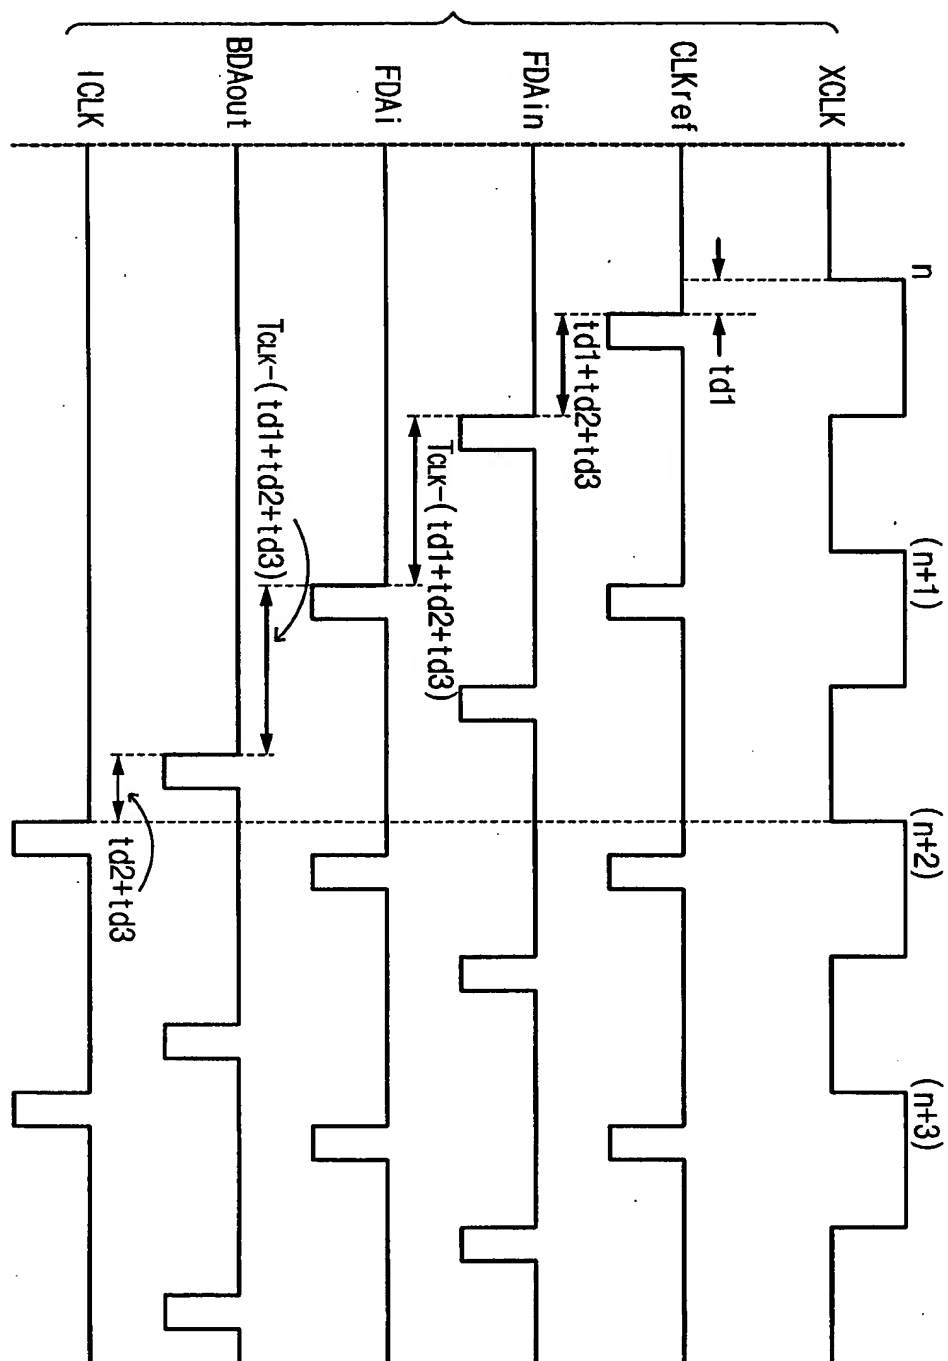 n
(n+1)
(n+2)
(n+3)
XCLK
CLKref
td1
FDAin
td1+td2+td3
FDAi
TCLK-(td1+td2+td3)
BDAout
TCLK-(td1+td2+td3)
ICLK
td2+td3